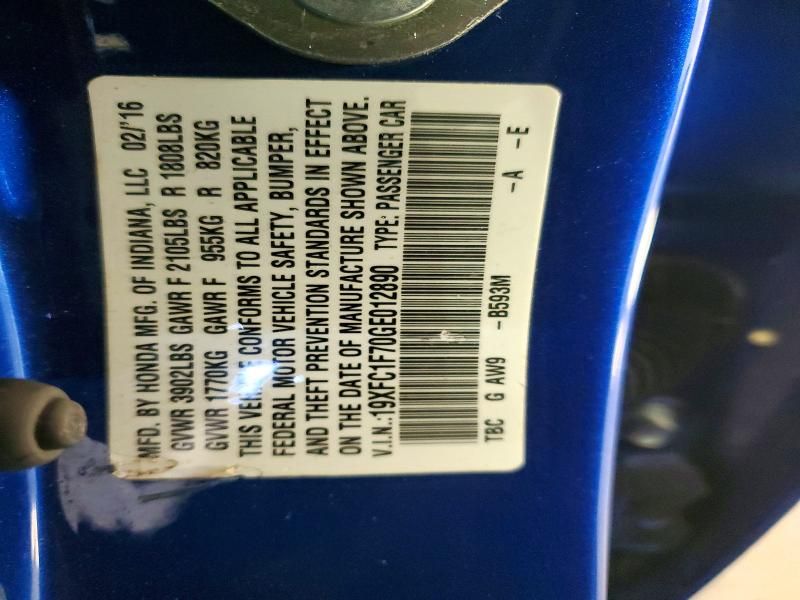 MFD. BY HONDA MFG. OF INDIANA, LLC 02/'16
GVWR 3902LBS GAWR F 2105LBS R 1808LBS
GVWR 1770KG GAWR F 955KG R 820KG
THIS VEHICLE CONFORMS TO ALL APPLICABLE
FEDERAL MOTOR VEHICLE SAFETY, BUMPER,
AND THEFT PREVENTION STANDARDS IN EFFECT
ON THE DATE OF MANUFACTURE SHOWN ABOVE.
V.I.N.:19XFC1F70GE012890 TYPE: PASSENGER CAR
TBC G AW9 -B593M -A -E